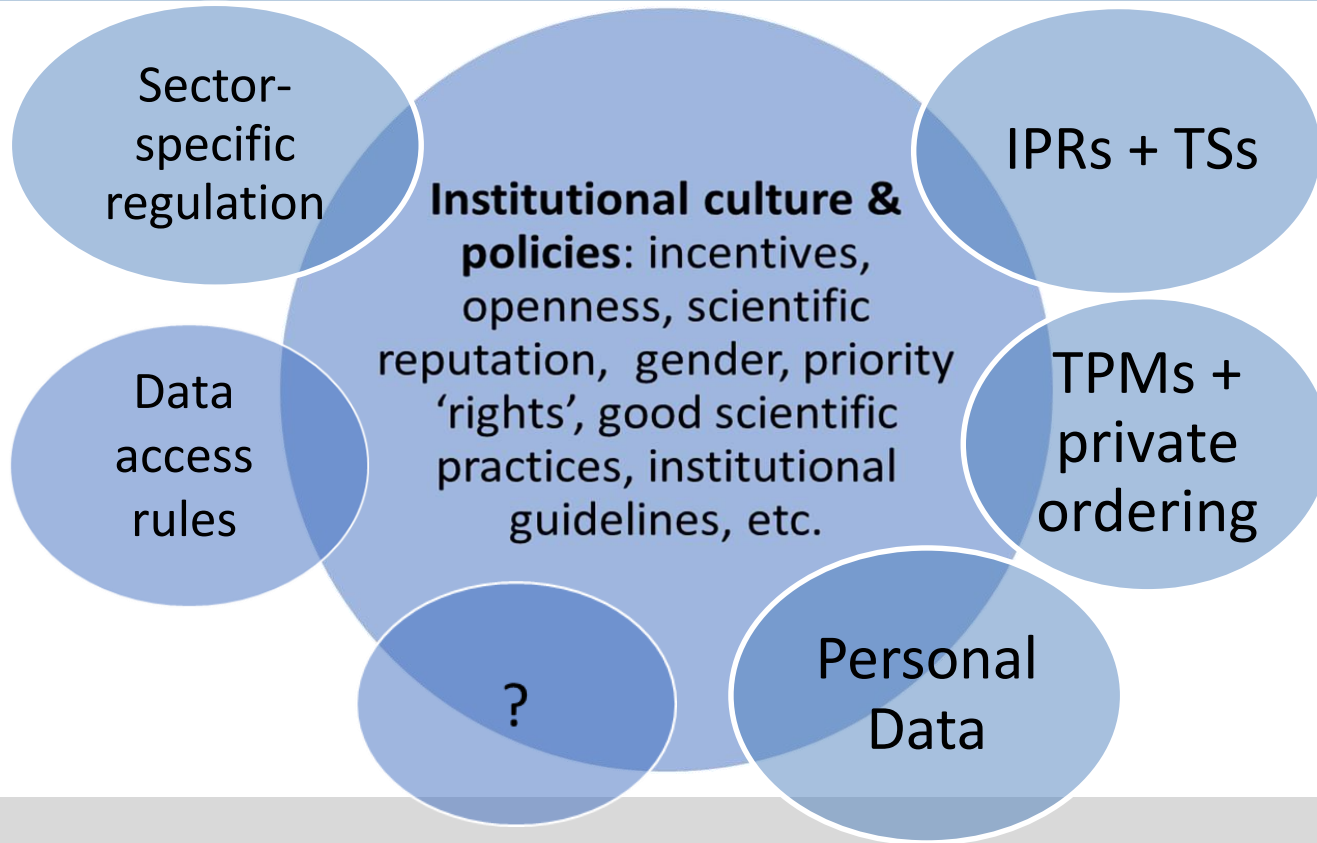 Sector-
specific
regulation
IPRs + TSs
Institutional culture &
policies: incentives,
openness, scientific
reputation, gender, priority
‘rights’, good scientific
practices, institutional
guidelines, etc.
Data
access
rules
TPMs +
private
ordering
?
Personal
Data